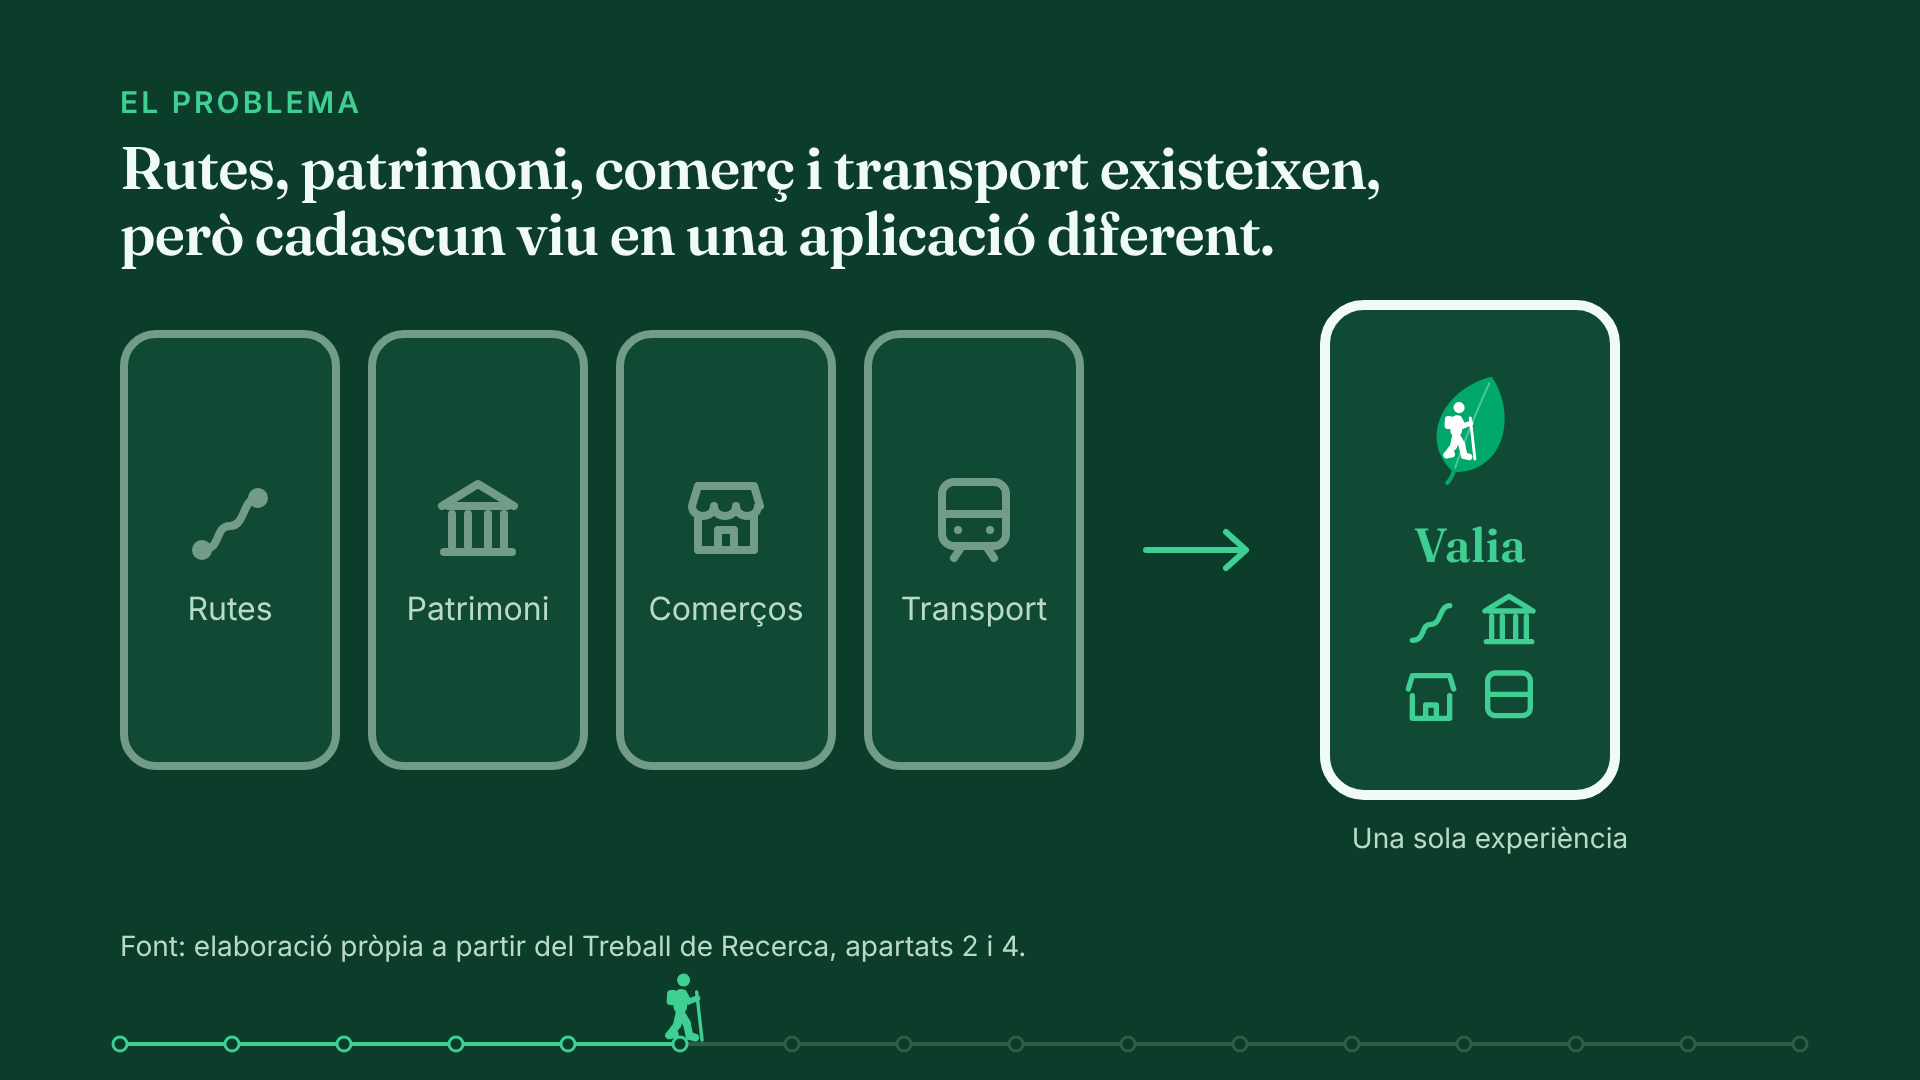 EL PROBLEMA
Rutes, patrimoni, comerç i transport existeixen,
però cadascun viu en una aplicació diferent.
Rutes
Patrimoni
Comerços
Transport
Valia
Una sola experiència
Font: elaboració pròpia a partir del Treball de Recerca, apartats 2 i 4.